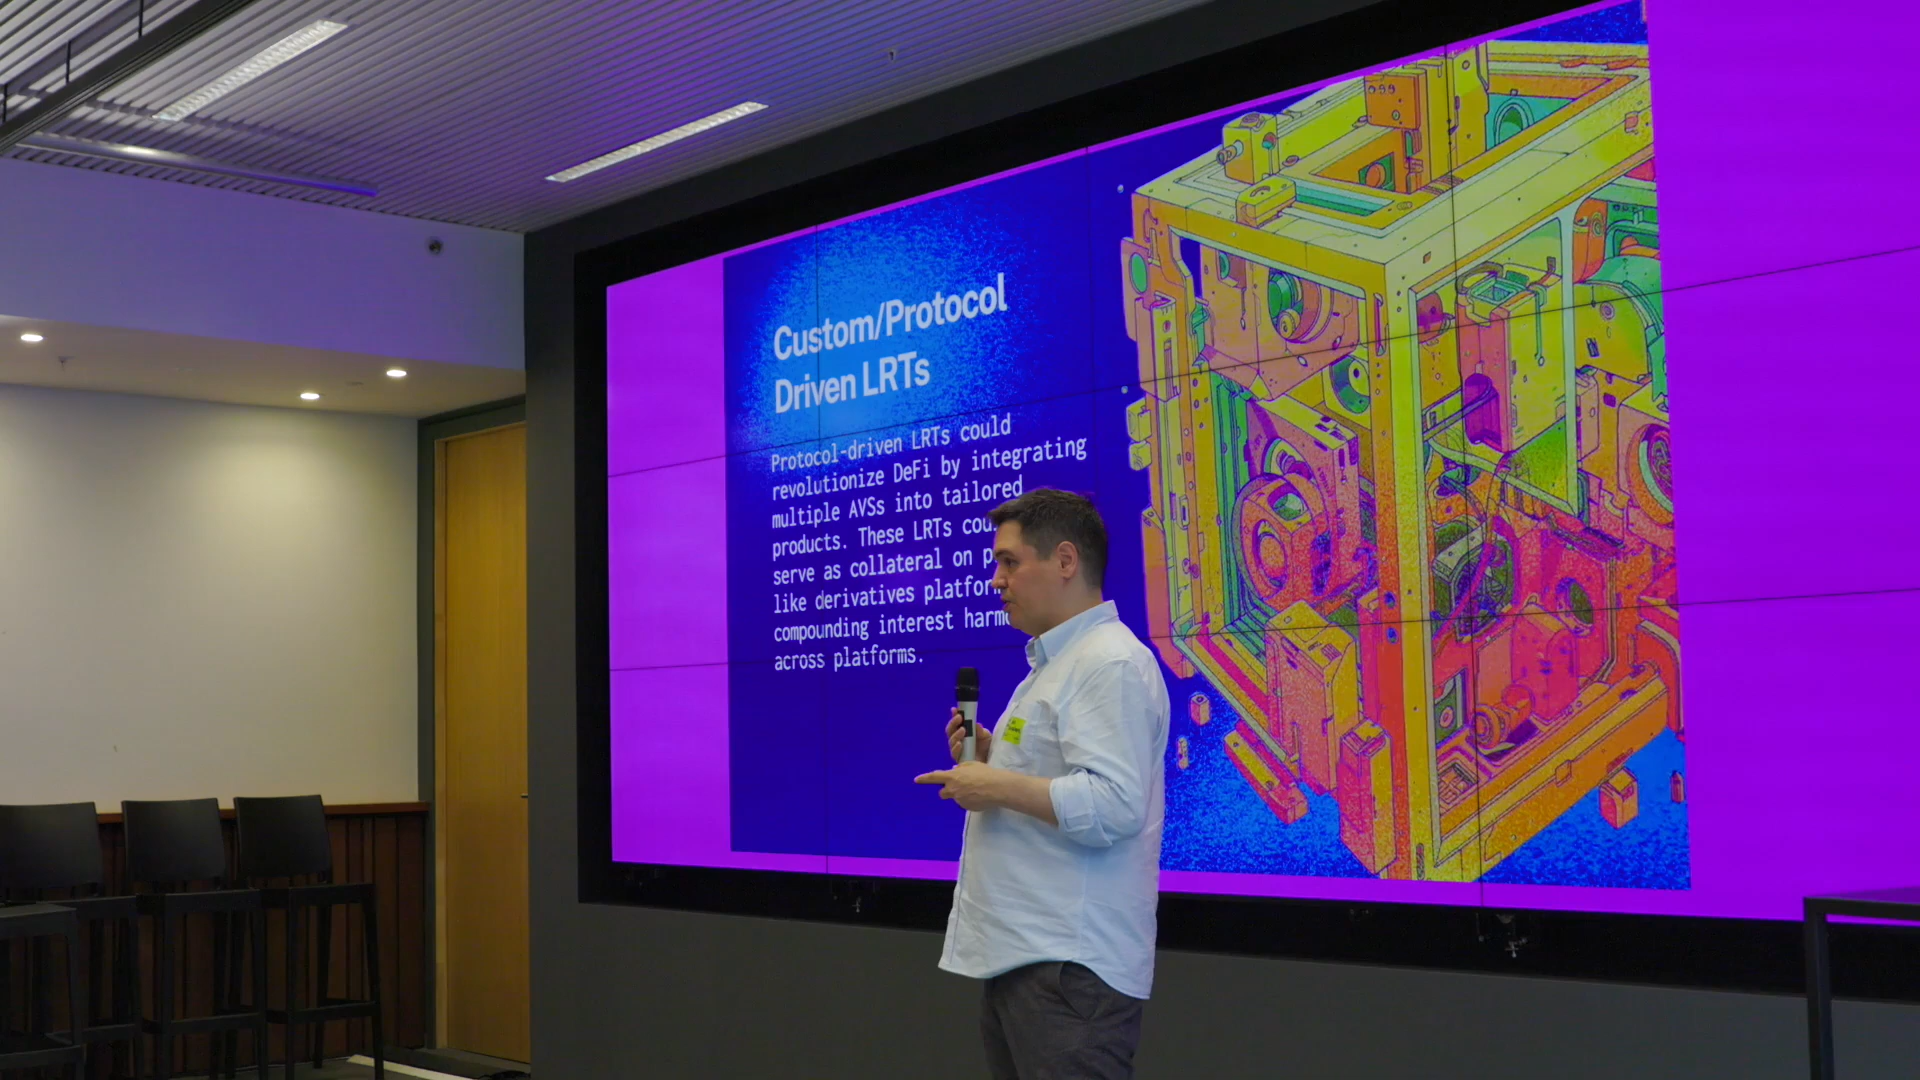 Custom/Protocol
Driven LRTs
Protocol-driven LRTs could
revolutionize DeFi by integrating
multiple AVSs into tailored
products. These LRTs
serve as collateral on
like derivatives
compounding interest
across platforms.